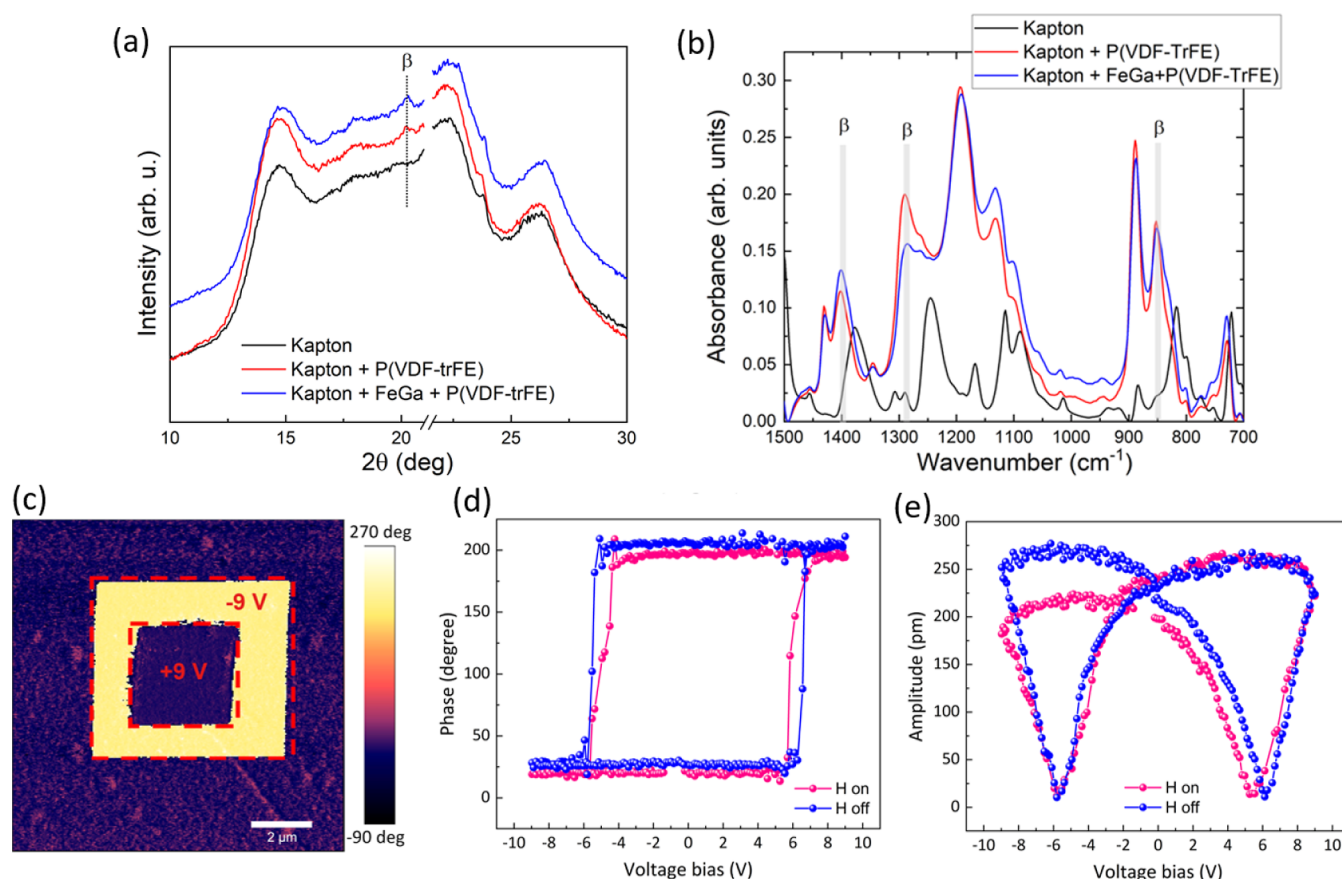 (a)
β
Intensity (arb. u.)
Kapton
Kapton + P(VDF-trFE)
Kapton + FeGa + P(VDF-trFE)
10 15 20 25 30
2θ (deg)
(b)
Kapton
Kapton + P(VDF-TrFE)
Kapton + FeGa+P(VDF-TrFE)
0.30
0.25
0.20
0.15
0.10
0.05
0.00
Absorbance (arb. units)
β β β
1500 1400 1300 1200 1100 1000 900 800 700
Wavenumber (cm-1)
(c)
-9 V
+9 V
2 μm
270 deg
-90 deg
(d)
200
150
100
50
0
Phase (degree)
H on
H off
-10 -8 -6 -4 -2 0 2 4 6 8 10
Voltage bias (V)
(e)
300
250
200
150
100
50
0
Amplitude (pm)
H on
H off
-10 -8 -6 -4 -2 0 2 4 6 8 10
Voltage bias (V)